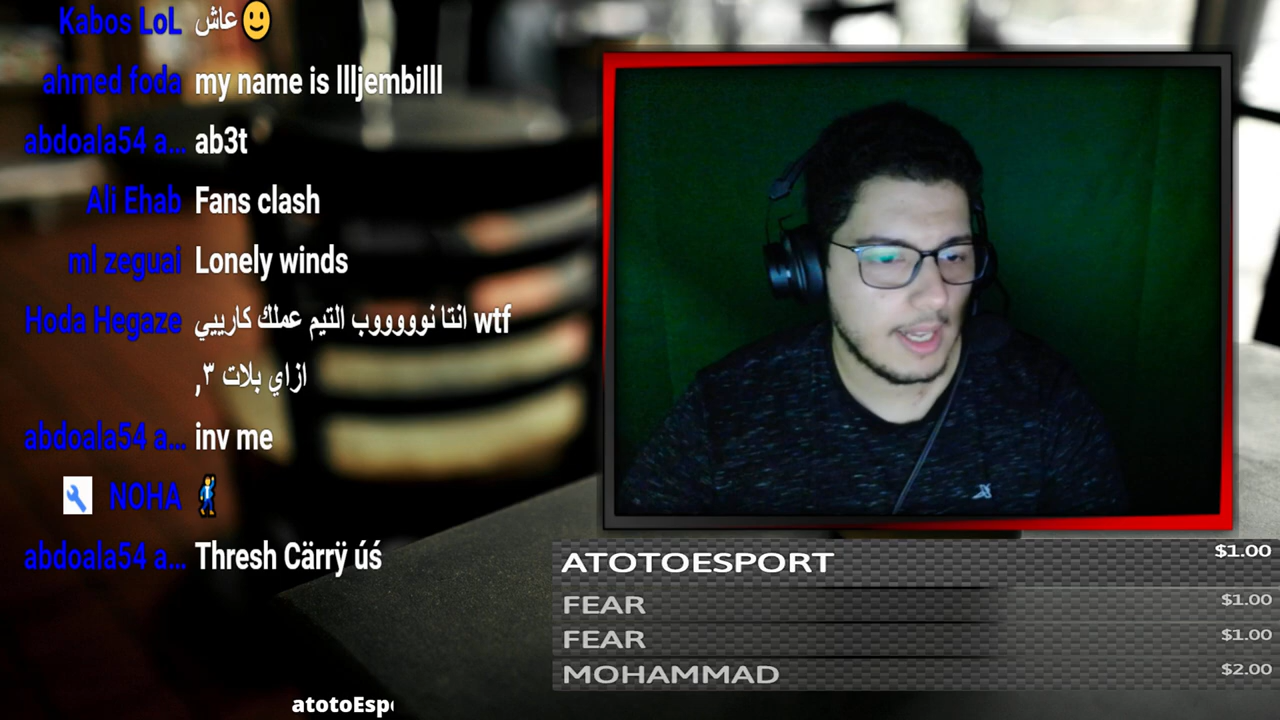 Kabos LoL عاش
ahmed foda my name is llljembilll
abdoala54 a... ab3t
Ali Ehab Fans clash
ml zeguai Lonely winds
Hoda Hegaze انتا نوووووب التيم عملك كارييي wtf
ازاي بلات ٣,
abdoala54 a... inv me
NOHA
abdoala54 a... Thresh Cärrÿ úś
ATOTOESPORT $1.00
FEAR $1.00
FEAR $1.00
MOHAMMAD $2.00